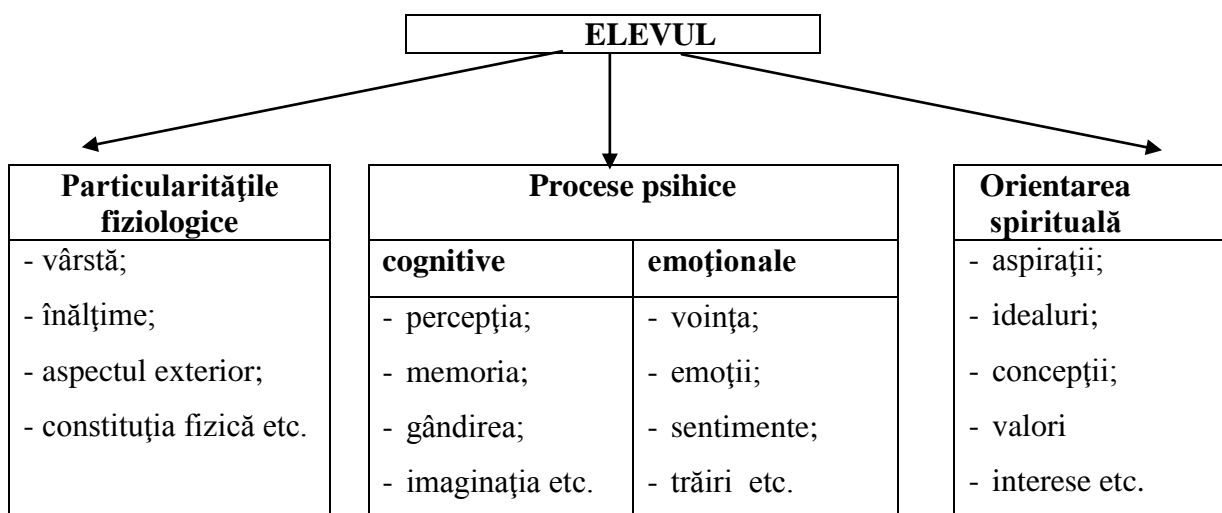 ELEVUL
Particularităţile
fiziologice
- vârstă;
- înălţime;
- aspectul exterior;
- constituţia fizică etc.
Procese psihice
cognitive
- percepţia;
- memoria;
- gândirea;
- imaginaţia etc.
emoţionale
- voinţa;
- emoţii;
- sentimente;
- trăiri etc.
Orientarea
spirituală
- aspiraţii;
- idealuri;
- concepţii;
- valori
- interese etc.